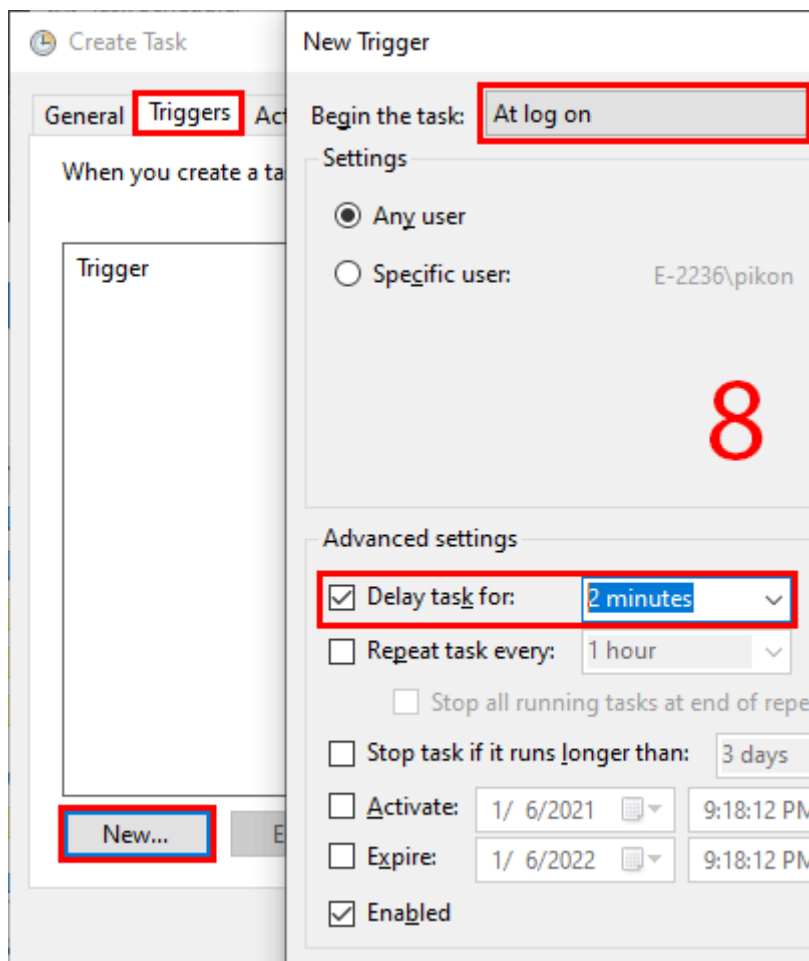 Create Task
General Triggers
When you create a
Trigger
New...
New Trigger
Begin the task: At log on
Settings
Any user
Specific user: E-2236\pikon
8
Advanced settings
Delay task for: 2 minutes
Repeat task every: 1 hour
Stop all running tasks at end of
Stop task if it runs longer than: 3 days
Activate: 1/ 6/2021 9:18:12 PM
Expire: 1/ 6/2022 9:18:12 PM
Enabled